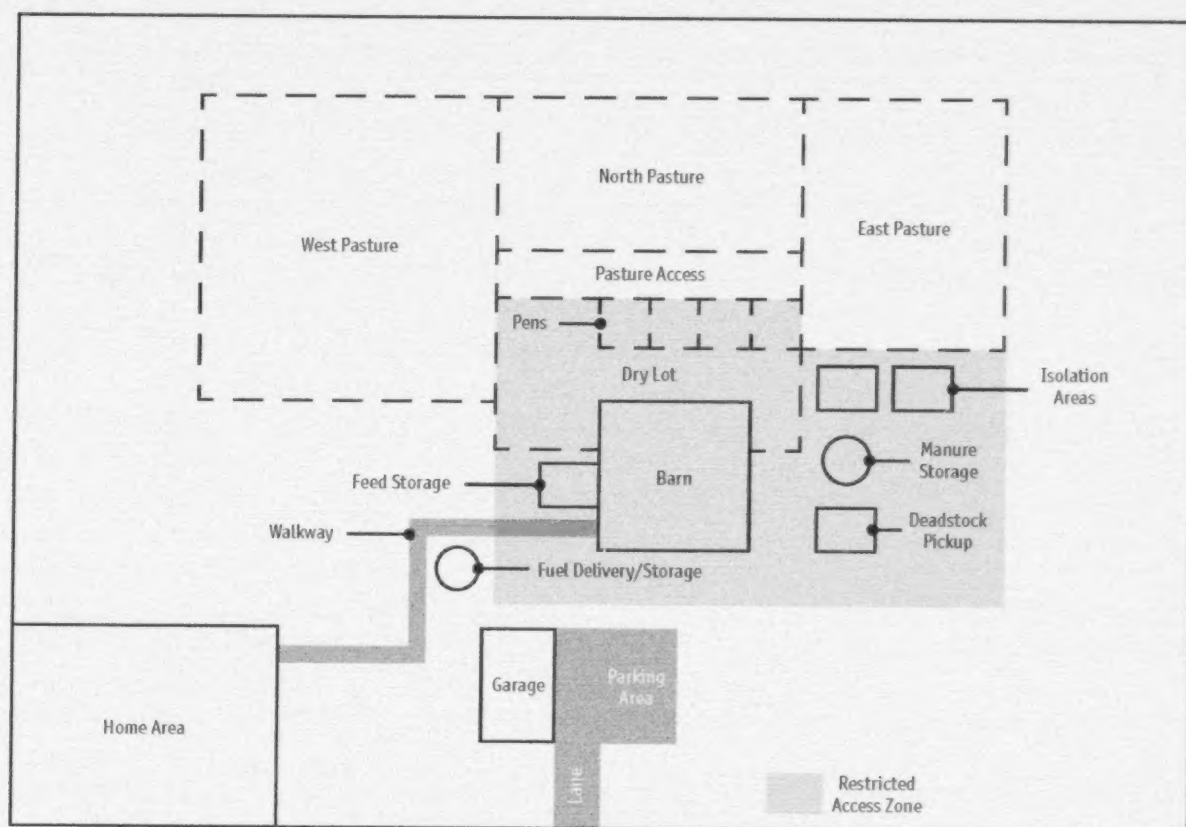 North Pasture
West Pasture
East Pasture
Pasture Access
Pens
Dry Lot
Isolation
Areas
Manure
Storage
Feed Storage
Barn
Walkway
Deadstock
Pickup
Fuel Delivery/Storage
Garage
Parking
Area
Home Area
Lane
Restricted
Access Zone